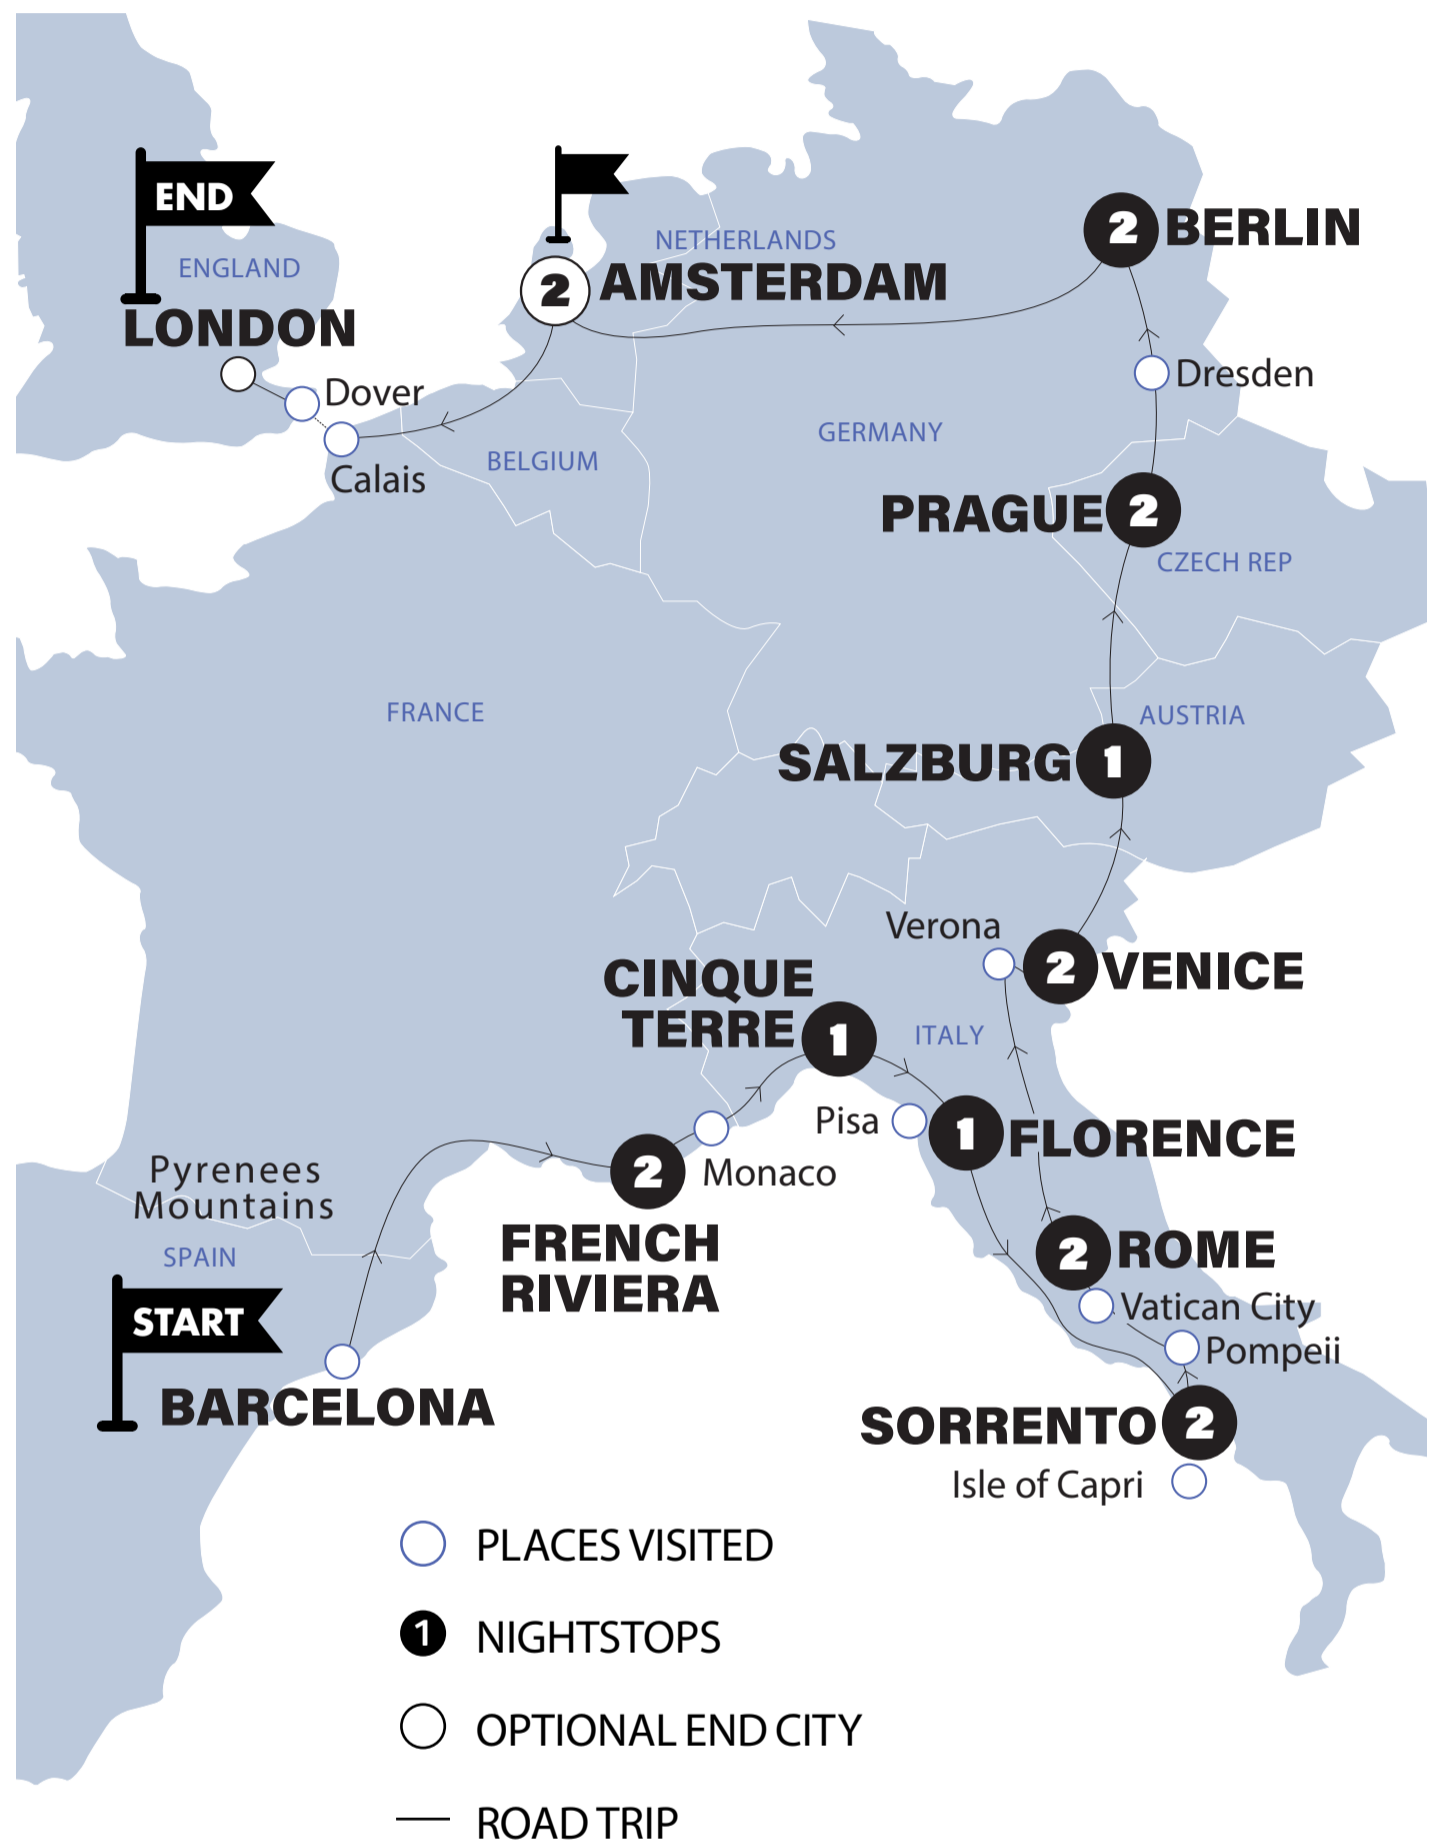 END
ENGLAND
LONDON
Dover
Calais
NETHERLANDS
2 AMSTERDAM
2 BERLIN
Dresden
GERMANY
BELGIUM
PRAGUE 2
CZECH REP
FRANCE
AUSTRIA
SALZBURG 1
Verona
2 VENICE
CINQUE
TERRE 1
ITALY
Pisa
1 FLORENCE
Monaco
2
FRENCH
RIVIERA
Pyrenees
Mountains
SPAIN
START
BARCELONA
2 ROME
Vatican City
Pompeii
SORRENTO 2
Isle of Capri
PLACES VISITED
1 NIGHTSTOPS
OPTIONAL END CITY
ROAD TRIP